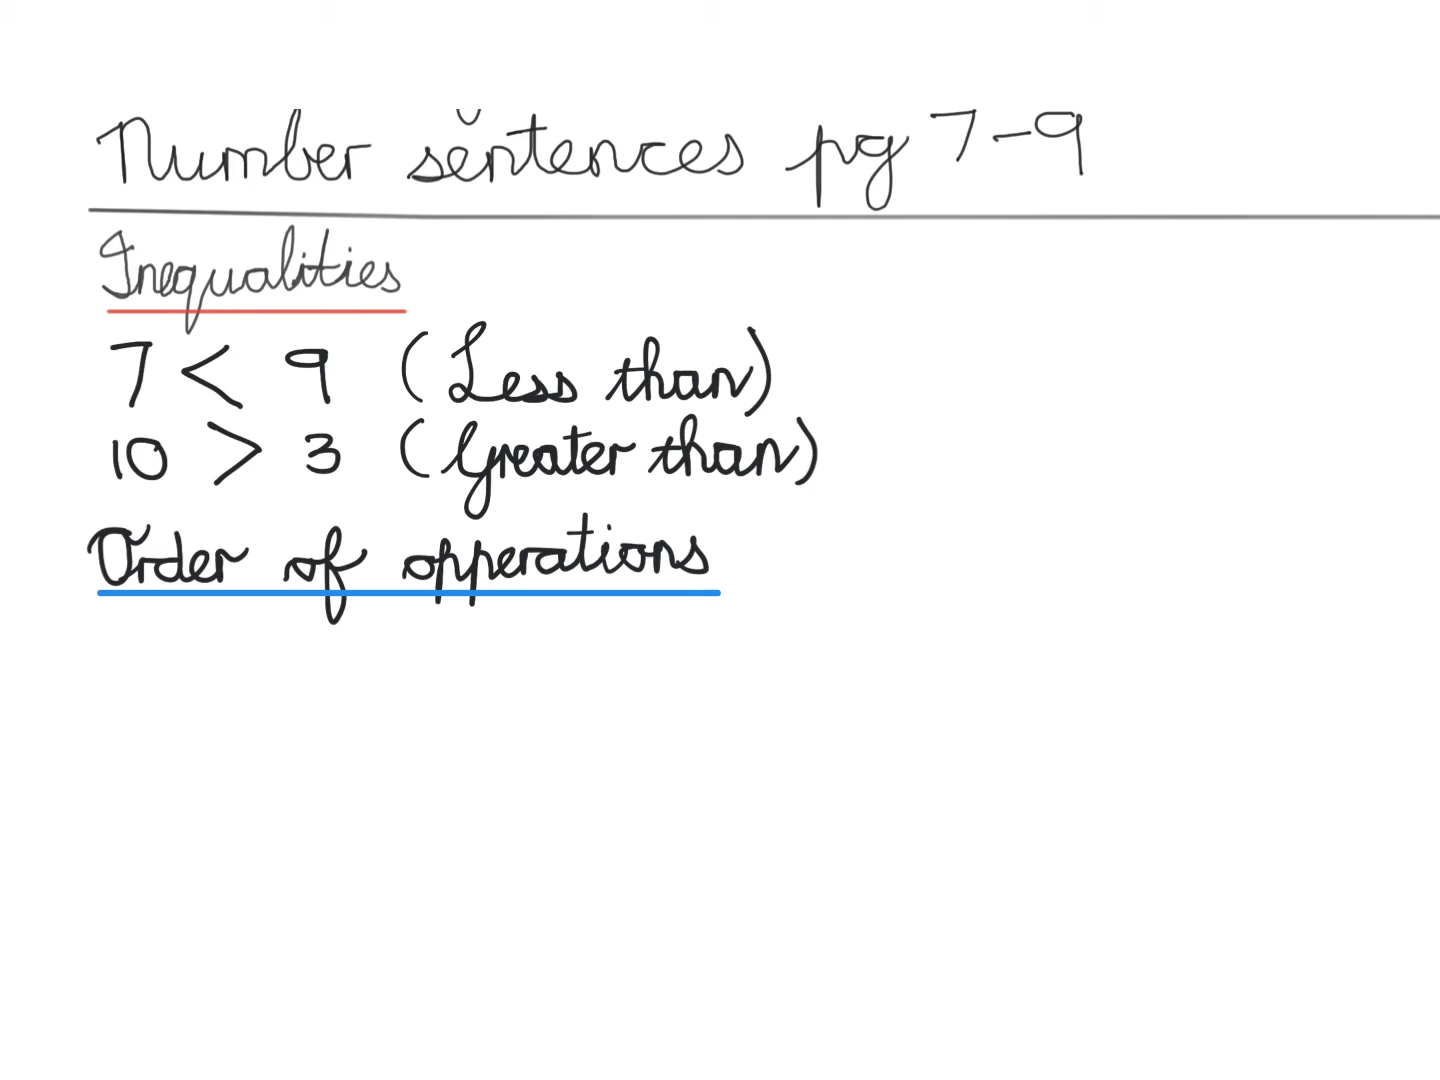 Number sentences pg 7-9
Inequalities
7 < 9 (Less than)
10 > 3 (Greater than)
Order of opperations